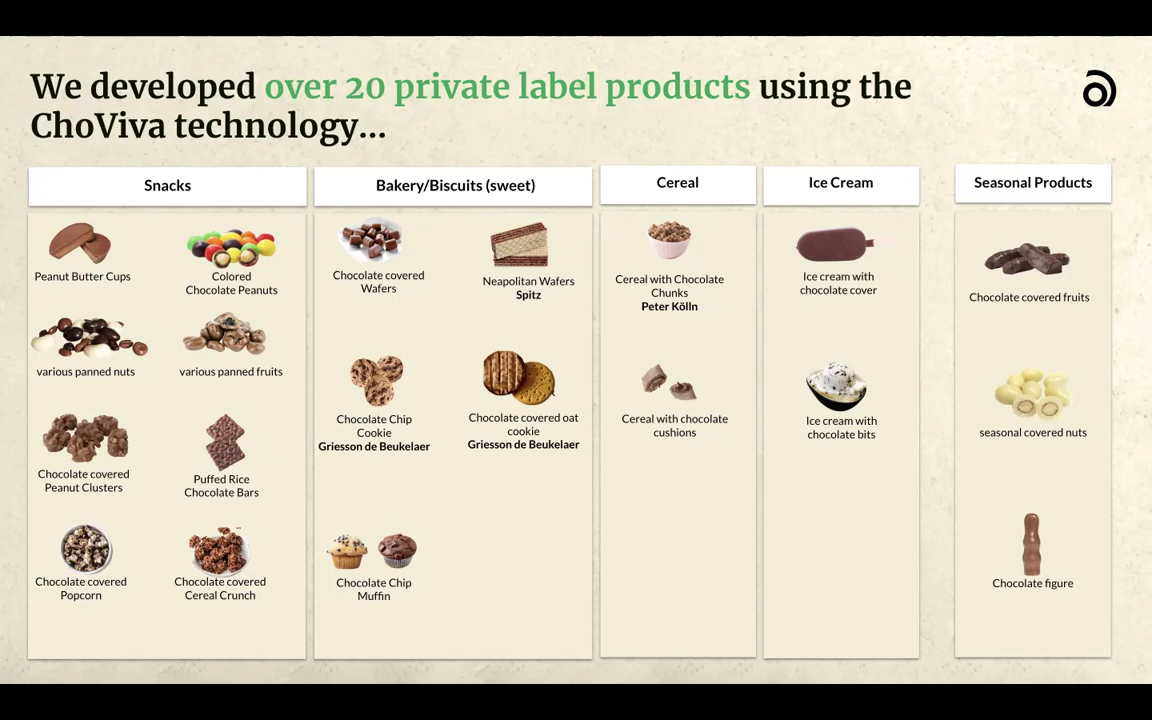 We developed over 20 private label products using the
ChoViva technology...
Snacks
Bakery/Biscuits (sweet)
Cereal
Ice Cream
Seasonal Products
Peanut Butter Cups
Colored
Chocolate Peanuts
various panned nuts
various panned fruits
Chocolate covered
Peanut Clusters
Puffed Rice
Chocolate Bars
Chocolate covered
Popcorn
Chocolate covered
Cereal Crunch
Chocolate covered
Wafers
Neapolitan Wafers
Spitz
Chocolate Chip
Cookie
Griesson de Beukelaer
Chocolate covered oat
cookie
Griesson de Beukelaer
Chocolate Chip
Muffin
Cereal with Chocolate
Chunks
Peter Kölln
Cereal with chocolate
cushions
Ice cream with
chocolate cover
Ice cream with
chocolate bits
Chocolate covered fruits
seasonal covered nuts
Chocolate figure